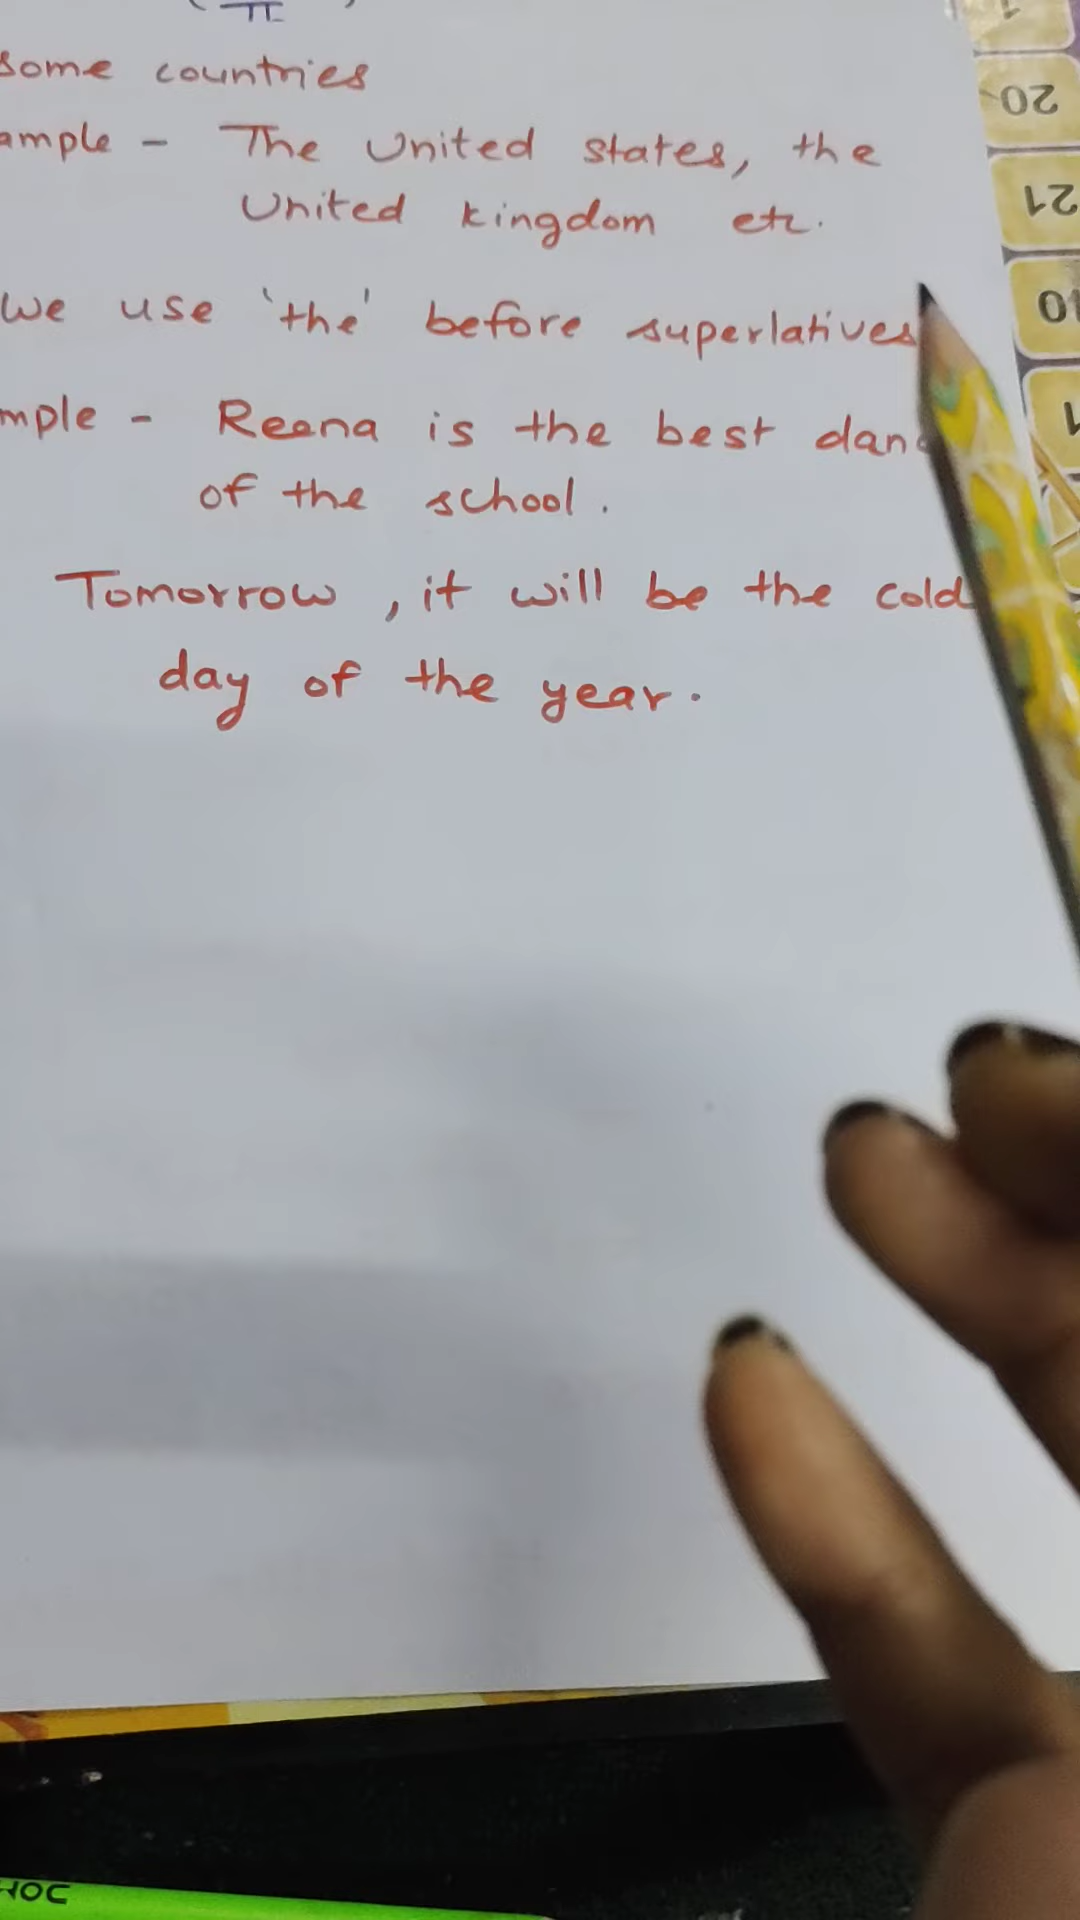 some countries
ample - The United states, the
United kingdom etc.
we use 'the' before superlatives
mple - Reena is the best danc
of the school.
Tomorrow, it will be the cold
day of the year.
20
21